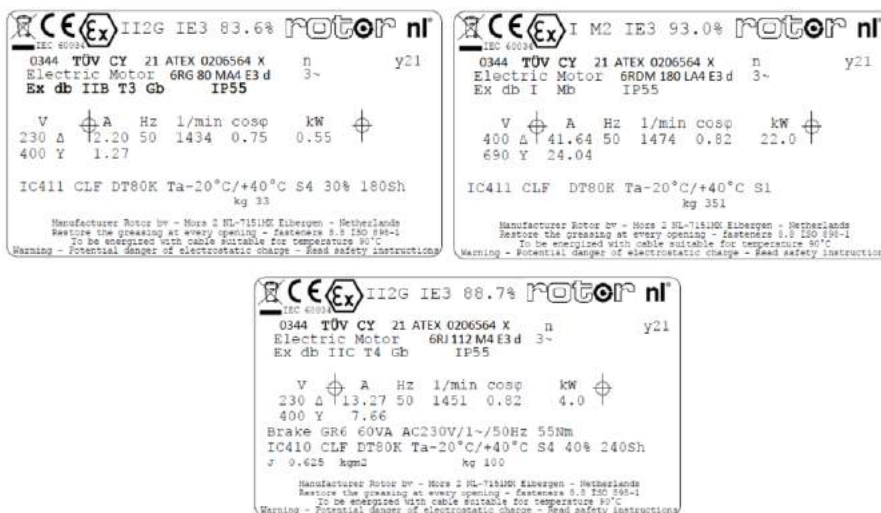 CE Ex II2G IE3 83.6% rotor nl
IEC 60034
0344 TÜV CY 21 ATEX 0206564 X n y21
Electric Motor 6RG 80 MA4 E3 d 3~
Ex db IIB T3 Gb IP55
V A Hz 1/min cosφ kW
230 Δ 2.20 50 1434 0.75 0.55
400 Y 1.27
IC411 CLF DT80K Ta-20°C/+40°C S4 30% 180Sh
kg 33
Manufacturer Rotor bv - Mors 2 NL-7151MX Eibergen - Netherlands
Restore the greasing at every opening - fasteners 8.8 ISO 898-1
To be energized with cable suitable for temperature 90°C
Warning - Potential danger of electrostatic charge - Read safety instructions
CE Ex I M2 IE3 93.0% rotor nl
IEC 60034
0344 TÜV CY 21 ATEX 0206564 X n y21
Electric Motor 6RDM 180 LA4 E3 d 3~
Ex db I Mb IP55
V A Hz 1/min cosφ kW
400 Δ 41.64 50 1474 0.82 22.0
690 Y 24.04
IC411 CLF DT80K Ta-20°C/+40°C S1
kg 351
Manufacturer Rotor bv - Mors 2 NL-7151MX Eibergen - Netherlands
Restore the greasing at every opening - fasteners 8.8 ISO 898-1
To be energized with cable suitable for temperature 90°C
Warning - Potential danger of electrostatic charge - Read safety instructions
CE Ex II2G IE3 88.7% rotor nl
IEC 60034
0344 TÜV CY 21 ATEX 0206564 X n y21
Electric Motor 6RJ 112 M4 E3 d 3~
Ex db IIC T4 Gb IP55
V A Hz 1/min cosφ kW
230 Δ 13.27 50 1451 0.82 4.0
400 Y 7.66
Brake GR6 60VA AC230V/1~/50Hz 55Nm
IC410 CLF DT80K Ta-20°C/+40°C S4 40% 240Sh
J 0.625 kgm2 kg 100
Manufacturer Rotor bv - Mors 2 NL-7151MX Eibergen - Netherlands
Restore the greasing at every opening - fasteners 8.8 ISO 898-1
To be energized with cable suitable for temperature 90°C
Warning - Potential danger of electrostatic charge - Read safety instructions